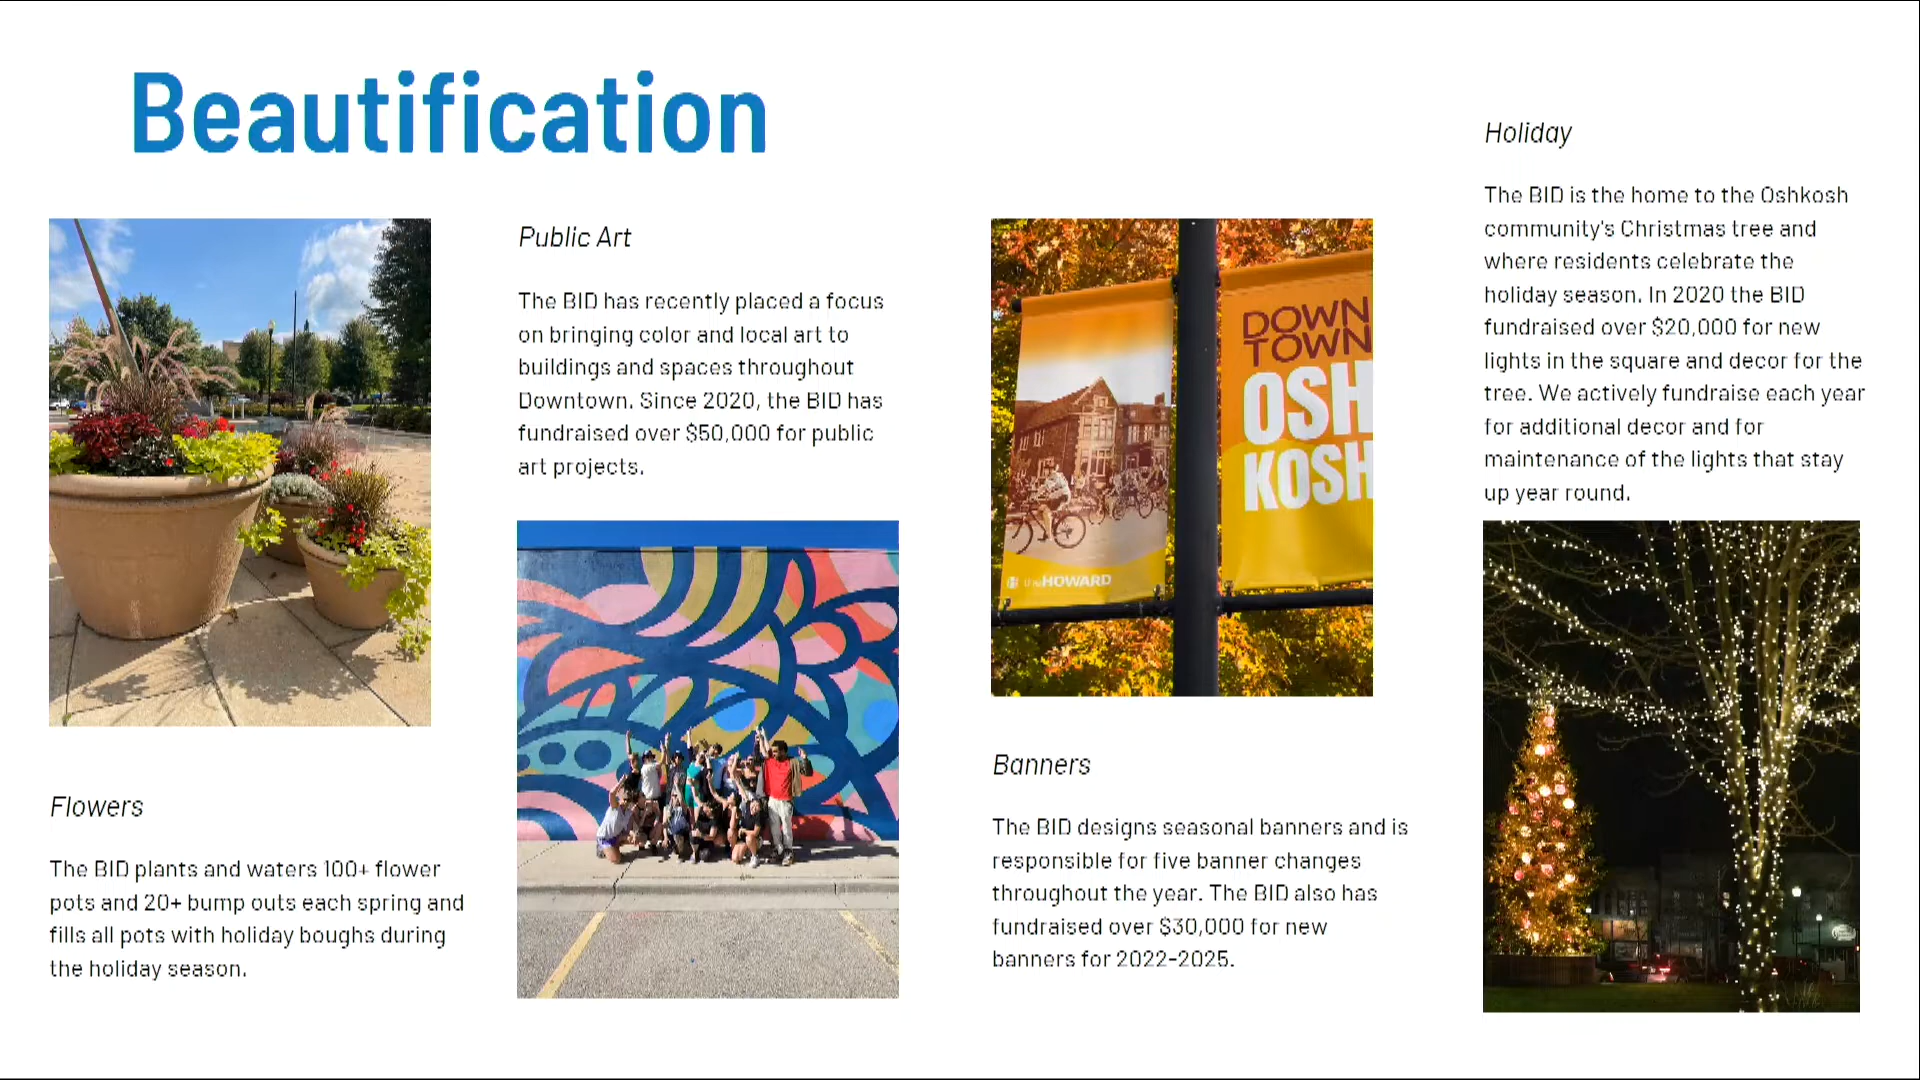 Beautification
Flowers
The BID plants and waters 100+ flower
pots and 20+ bump outs each spring and
fills all pots with holiday boughs during
the holiday season.
Public Art
The BID has recently placed a focus
on bringing color and local art to
buildings and spaces throughout
Downtown. Since 2020, the BID has
fundraised over $50,000 for public
art projects.
the HOWARD
DOWN
TOWN
OSH
KOSH
Banners
The BID designs seasonal banners and is
responsible for five banner changes
throughout the year. The BID also has
fundraised over $30,000 for new
banners for 2022-2025.
Holiday
The BID is the home to the Oshkosh
community's Christmas tree and
where residents celebrate the
holiday season. In 2020 the BID
fundraised over $20,000 for new
lights in the square and decor for the
tree. We actively fundraise each year
for additional decor and for
maintenance of the lights that stay
up year round.